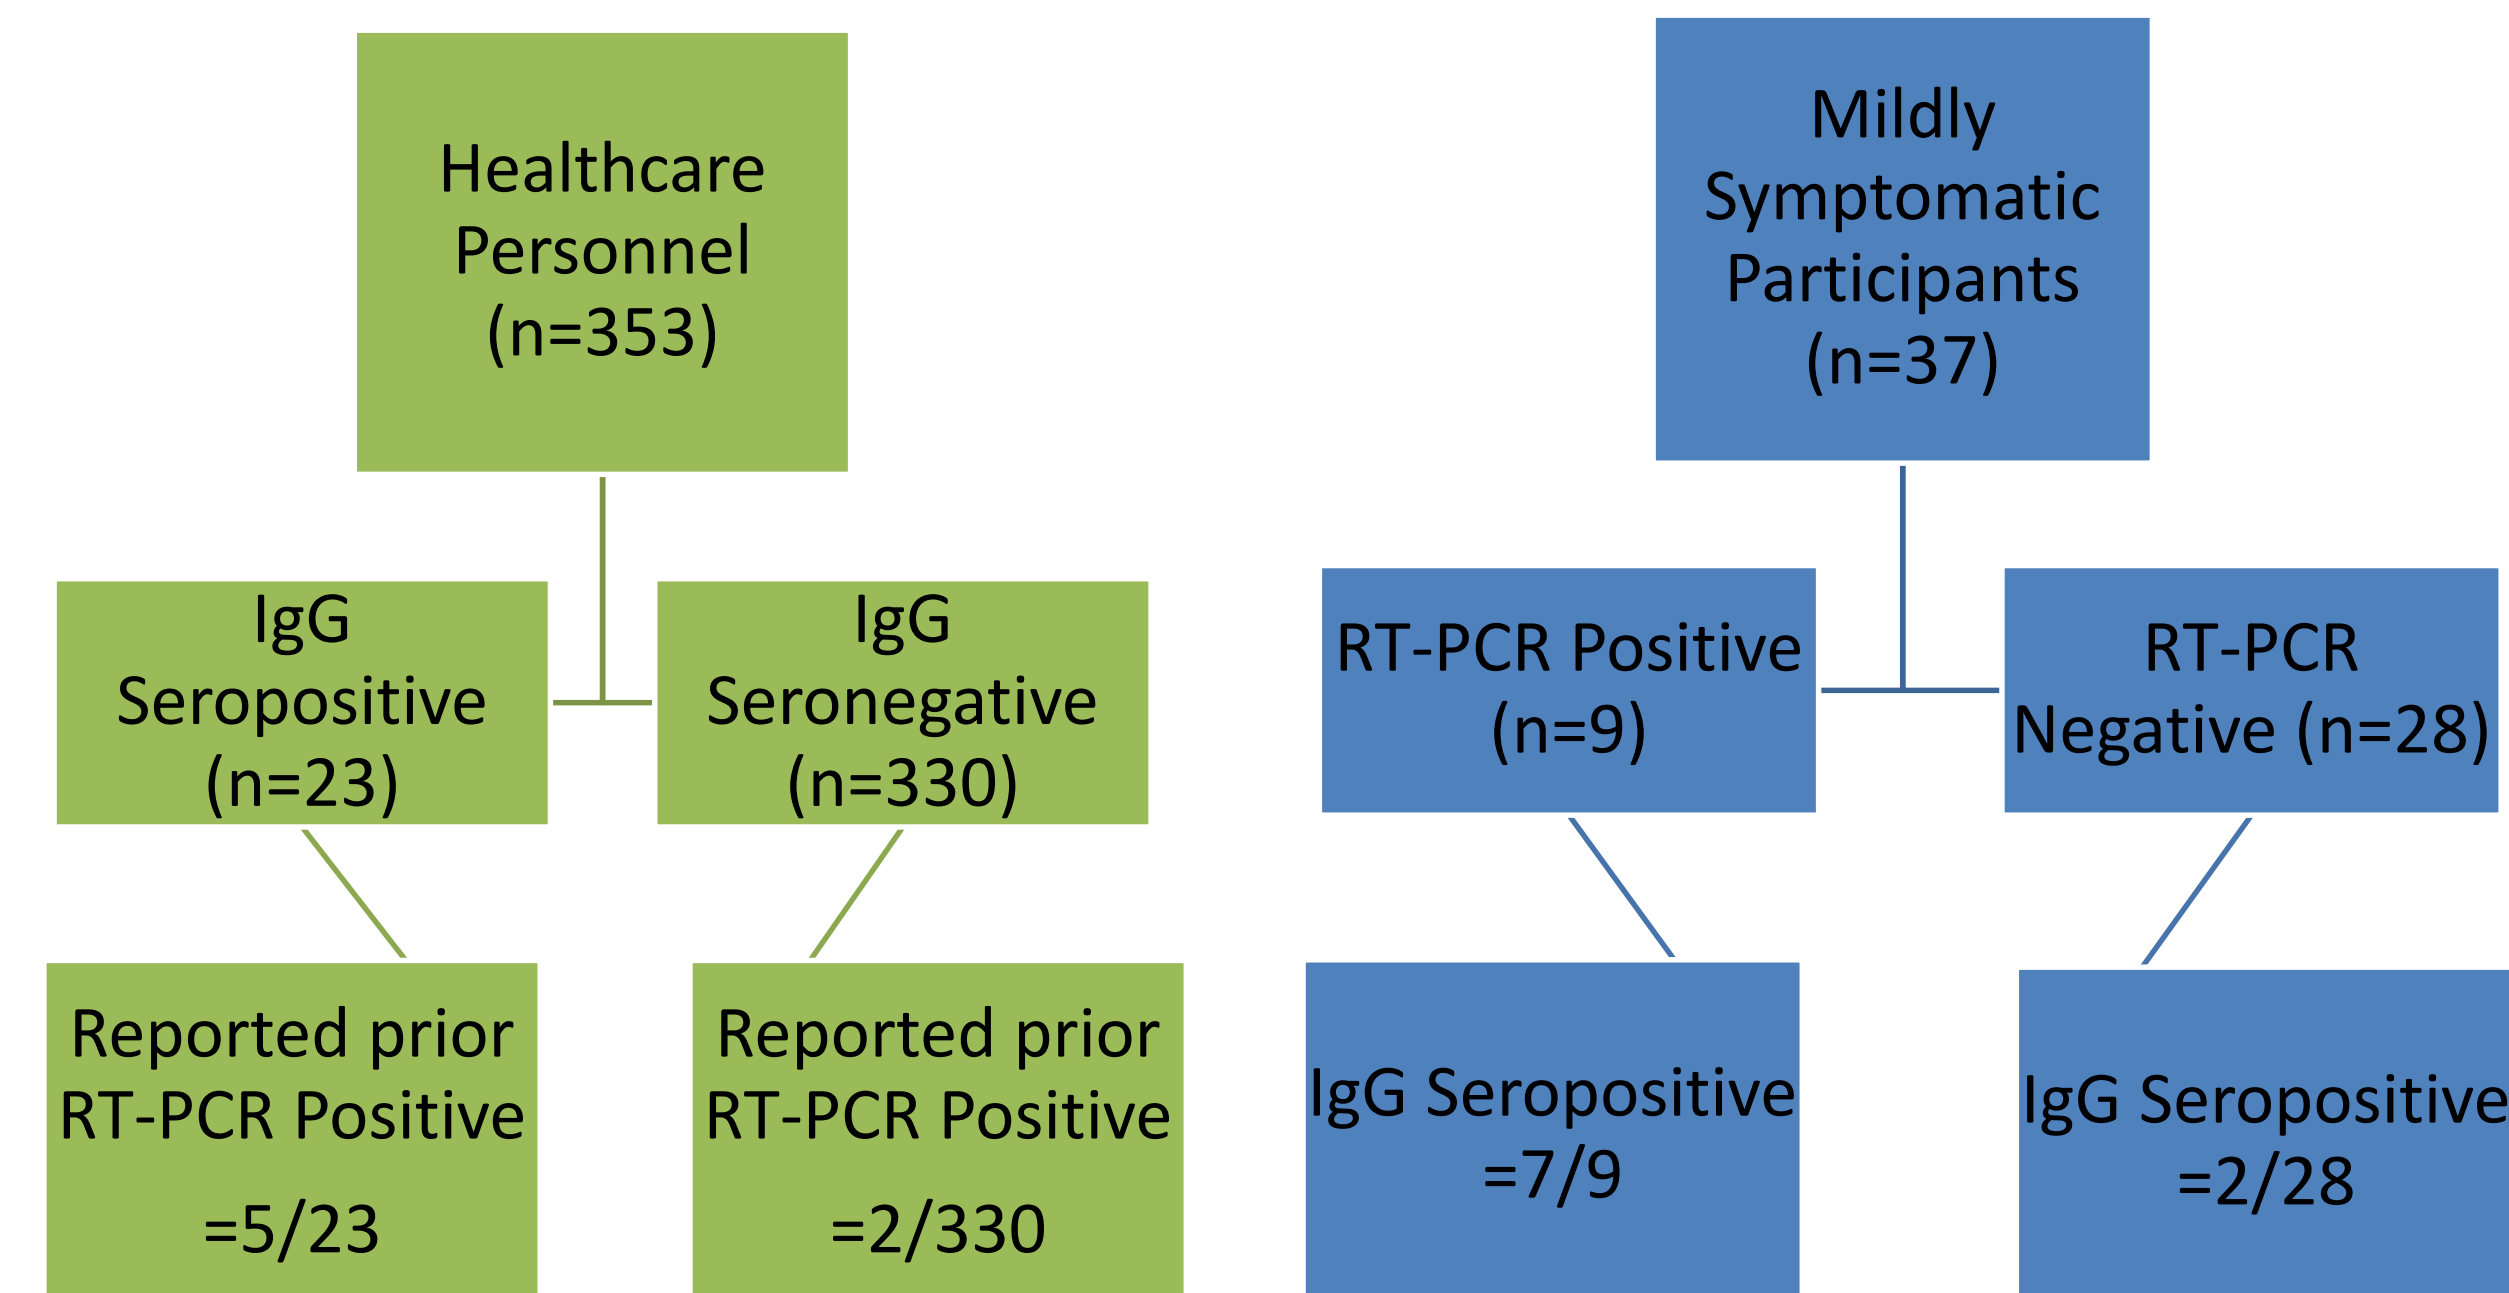 Healthcare
Personnel
(n=353)
IgG
Seropositive
(n=23)
IgG
Seronegative
(n=330)
Reported prior
RT-PCR Positive
=5/23
Reported prior
RT-PCR Positive
=2/330
Mildly
Symptomatic
Participants
(n=37)
RT-PCR Positive
(n=9)
RT-PCR
Negative (n=28)
IgG Seropositive
=7/9
IgG Seropositive
=2/28